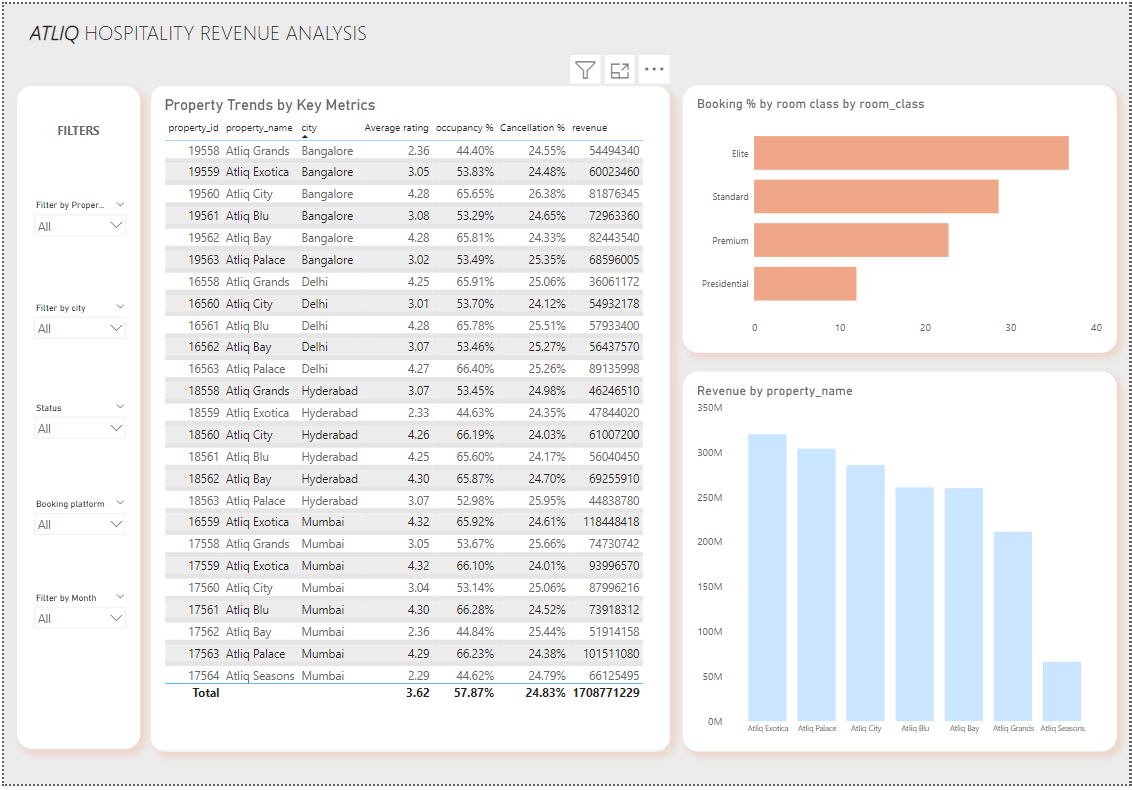 ATLIQ HOSPITALITY REVENUE ANALYSIS
FILTERS
Filter by Proper...
All
Filter by city
All
Status
All
Booking platform
All
Filter by Month
All
Property Trends by Key Metrics
property_id property_name city Average rating occupancy % Cancellation % revenue
19558 Atliq Grands Bangalore 2.36 44.40% 24.55% 54494340
19559 Atliq Exotica Bangalore 3.05 53.83% 24.48% 60023460
19560 Atliq City Bangalore 4.28 65.65% 26.38% 81876345
19561 Atliq Blu Bangalore 3.08 53.29% 24.65% 72963360
19562 Atliq Bay Bangalore 4.28 65.81% 24.33% 82443540
19563 Atliq Palace Bangalore 3.02 53.49% 25.35% 68596005
16558 Atliq Grands Delhi 4.25 65.91% 25.06% 36061172
16560 Atliq City Delhi 3.01 53.70% 24.12% 54932178
16561 Atliq Blu Delhi 4.28 65.78% 25.51% 57933400
16562 Atliq Bay Delhi 3.07 53.46% 25.27% 56437570
16563 Atliq Palace Delhi 4.27 66.40% 25.26% 89135998
18558 Atliq Grands Hyderabad 3.07 53.45% 24.98% 46246510
18559 Atliq Exotica Hyderabad 2.33 44.63% 24.35% 47844020
18560 Atliq City Hyderabad 4.26 66.19% 24.03% 61007200
18561 Atliq Blu Hyderabad 4.25 65.60% 24.17% 56040450
18562 Atliq Bay Hyderabad 4.30 65.87% 24.70% 69255910
18563 Atliq Palace Hyderabad 3.07 52.98% 25.95% 44838780
16559 Atliq Exotica Mumbai 4.32 65.92% 24.61% 118448418
17558 Atliq Grands Mumbai 3.05 53.67% 25.66% 74730742
17559 Atliq Exotica Mumbai 4.32 66.10% 24.01% 93996570
17560 Atliq City Mumbai 3.04 53.14% 25.06% 87996216
17561 Atliq Blu Mumbai 4.30 66.28% 24.52% 73918312
17562 Atliq Bay Mumbai 2.36 44.84% 25.44% 51914158
17563 Atliq Palace Mumbai 4.29 66.23% 24.38% 101511080
17564 Atliq Seasons Mumbai 2.29 44.62% 24.79% 66125495
Total 3.62 57.87% 24.83% 1708771229
Booking % by room class by room_class
Elite
Standard
Premium
Presidential
0 10 20 30 40
Revenue by property_name
350M
300M
250M
200M
150M
100M
50M
0M
Atliq Exotica Atliq Palace Atliq City Atliq Blu Atliq Bay Atliq Grands Atliq Seasons